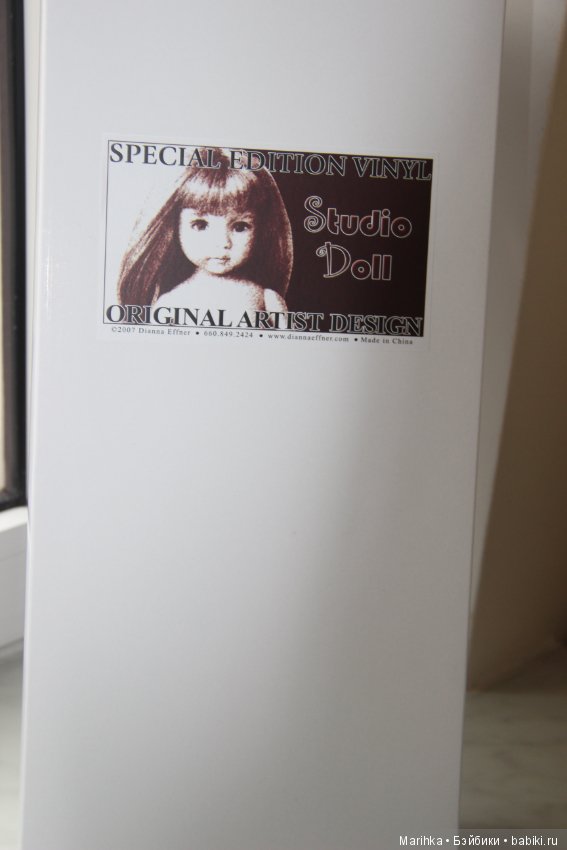 SPECIAL EDITION VINYL
Studio
Doll
ORIGINAL ARTIST DESIGN
©2007 Dianna Effner • 660.849.2424 • www.diannaeffner.com • Made in China
Marihka • Бэйбики • babiki.ru